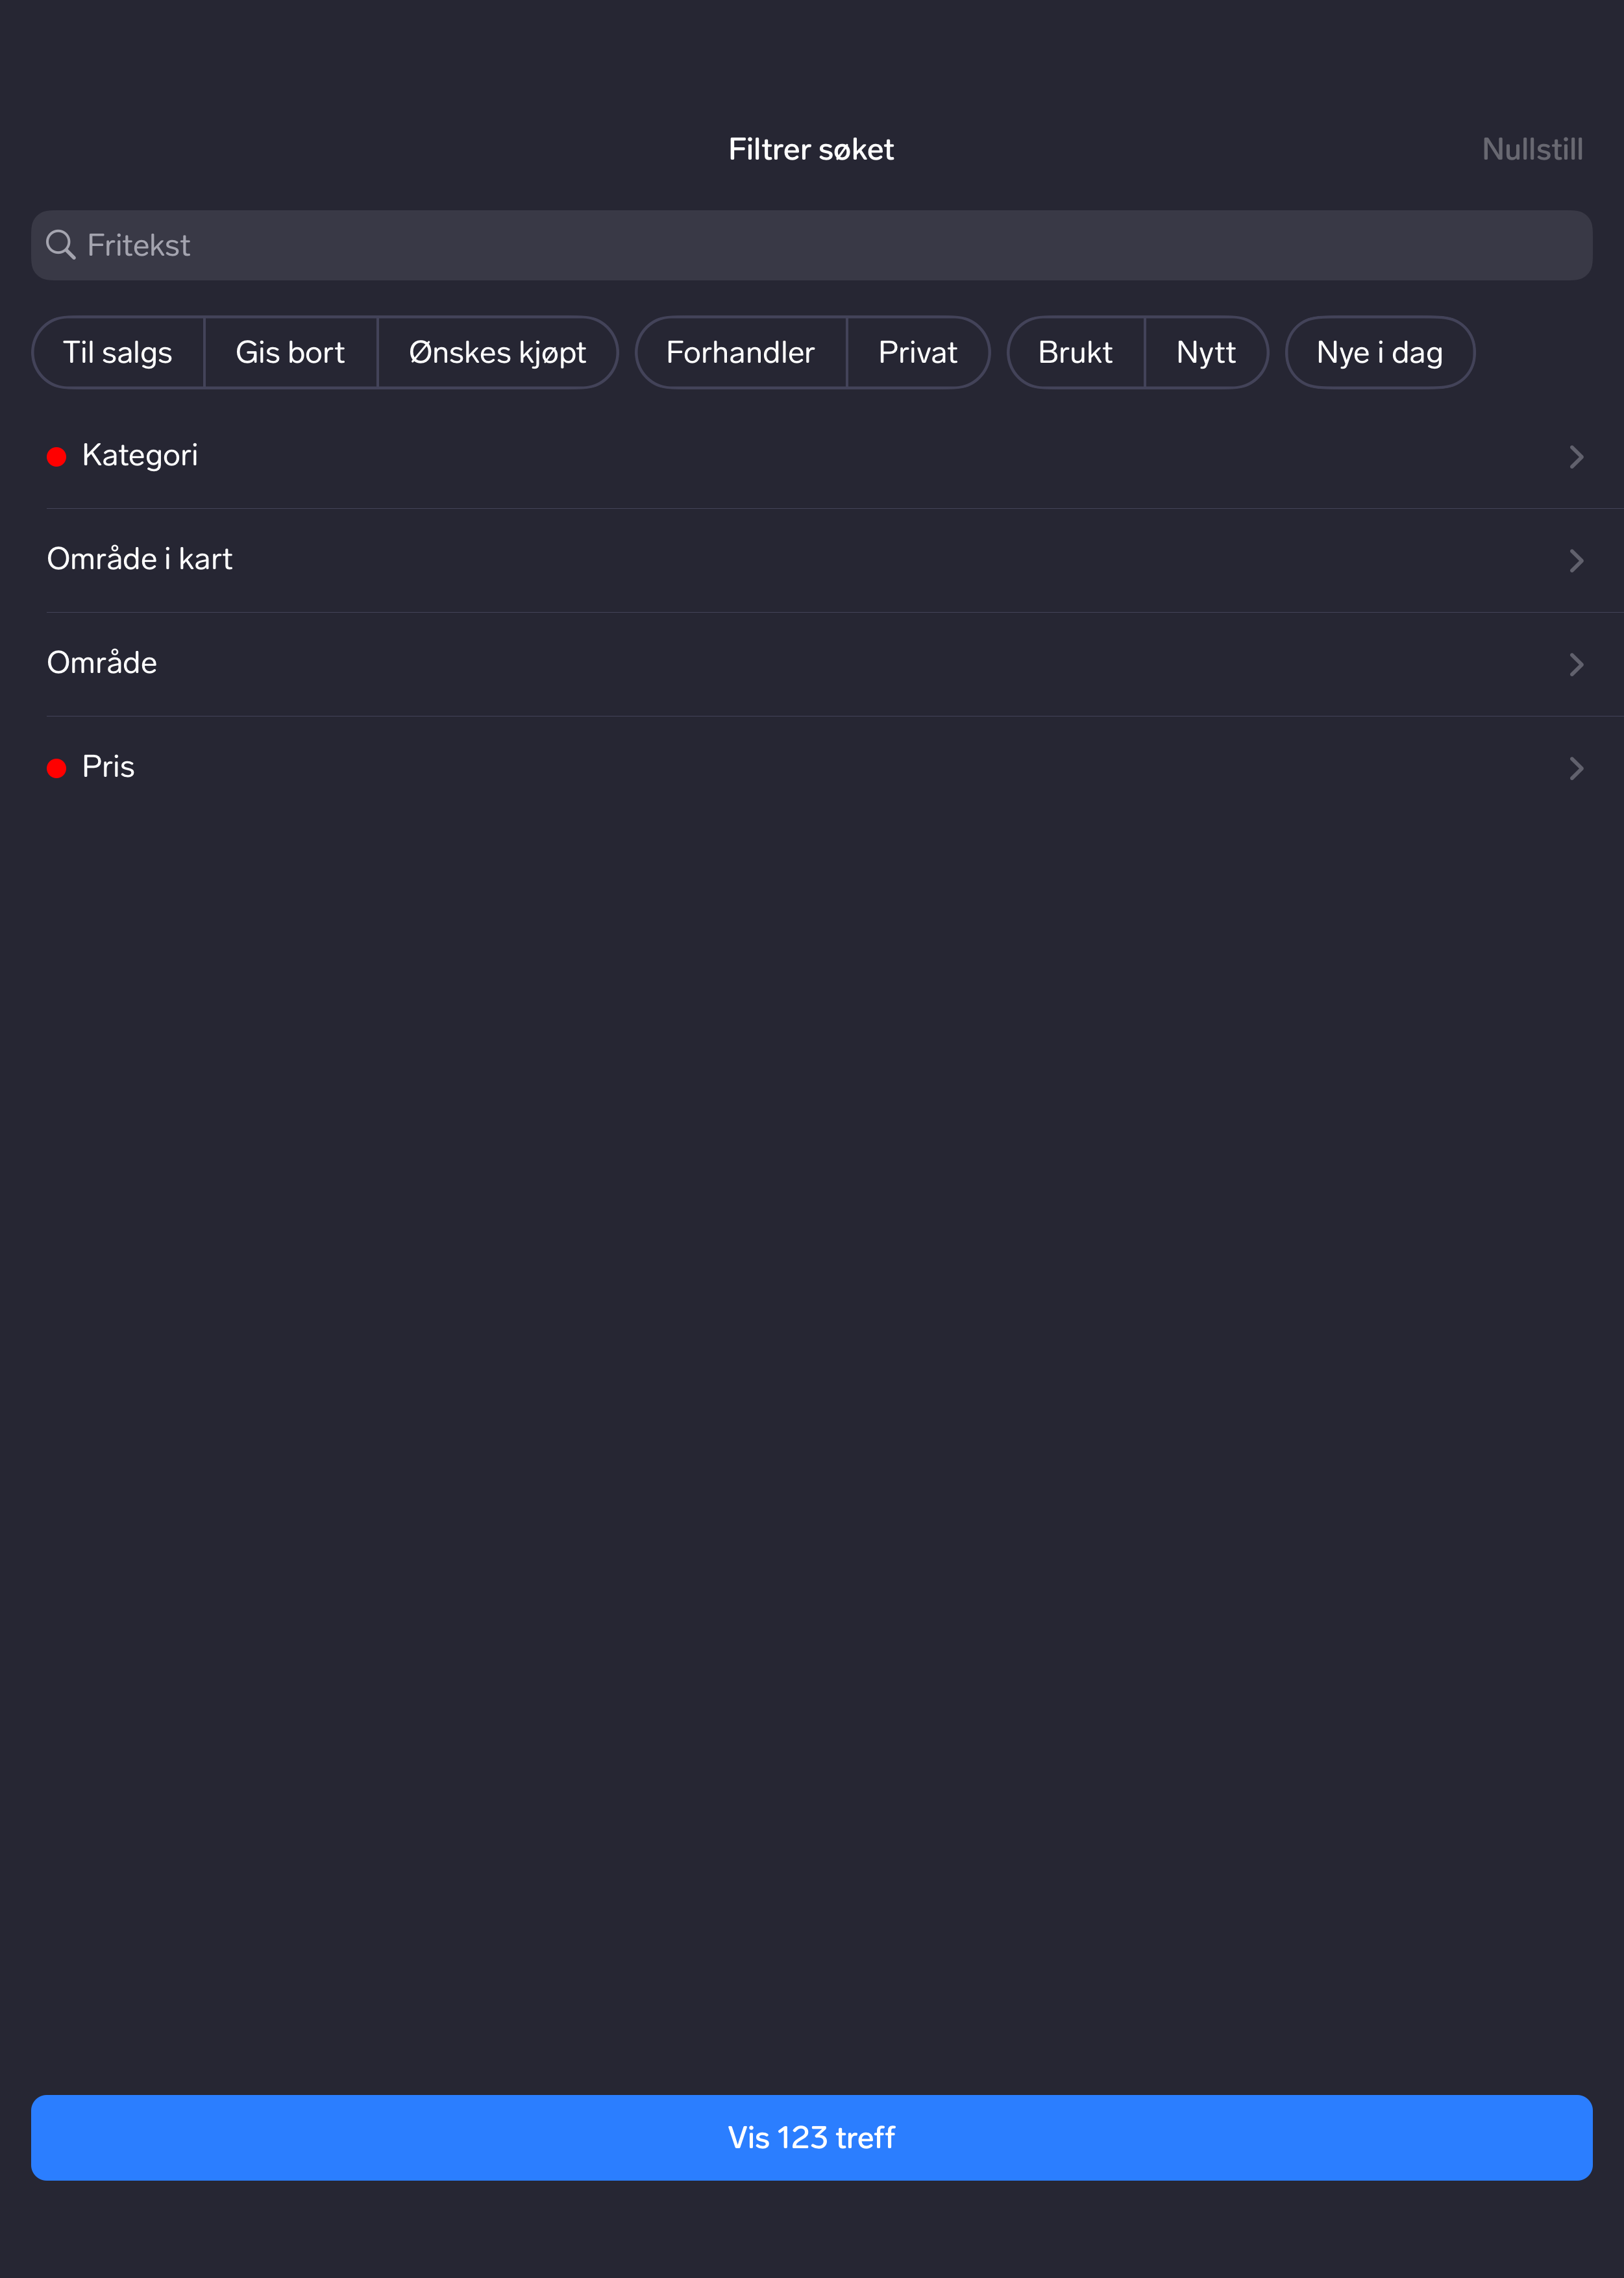 Filtrer søket
Nullstill
Fritekst
Til salgs Gis bort Ønskes kjøpt Forhandler Privat Brukt Nytt Nye i dag
Kategori
Område i kart
Område
Pris
Vis 123 treff